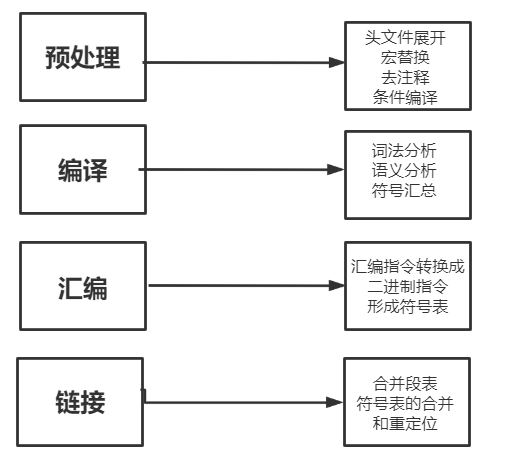 预处理
头文件展开
宏替换
去注释
条件编译
编译
词法分析
语义分析
符号汇总
汇编
汇编指令转换成
二进制指令
形成符号表
链接
合并段表
符号表的合并
和重定位